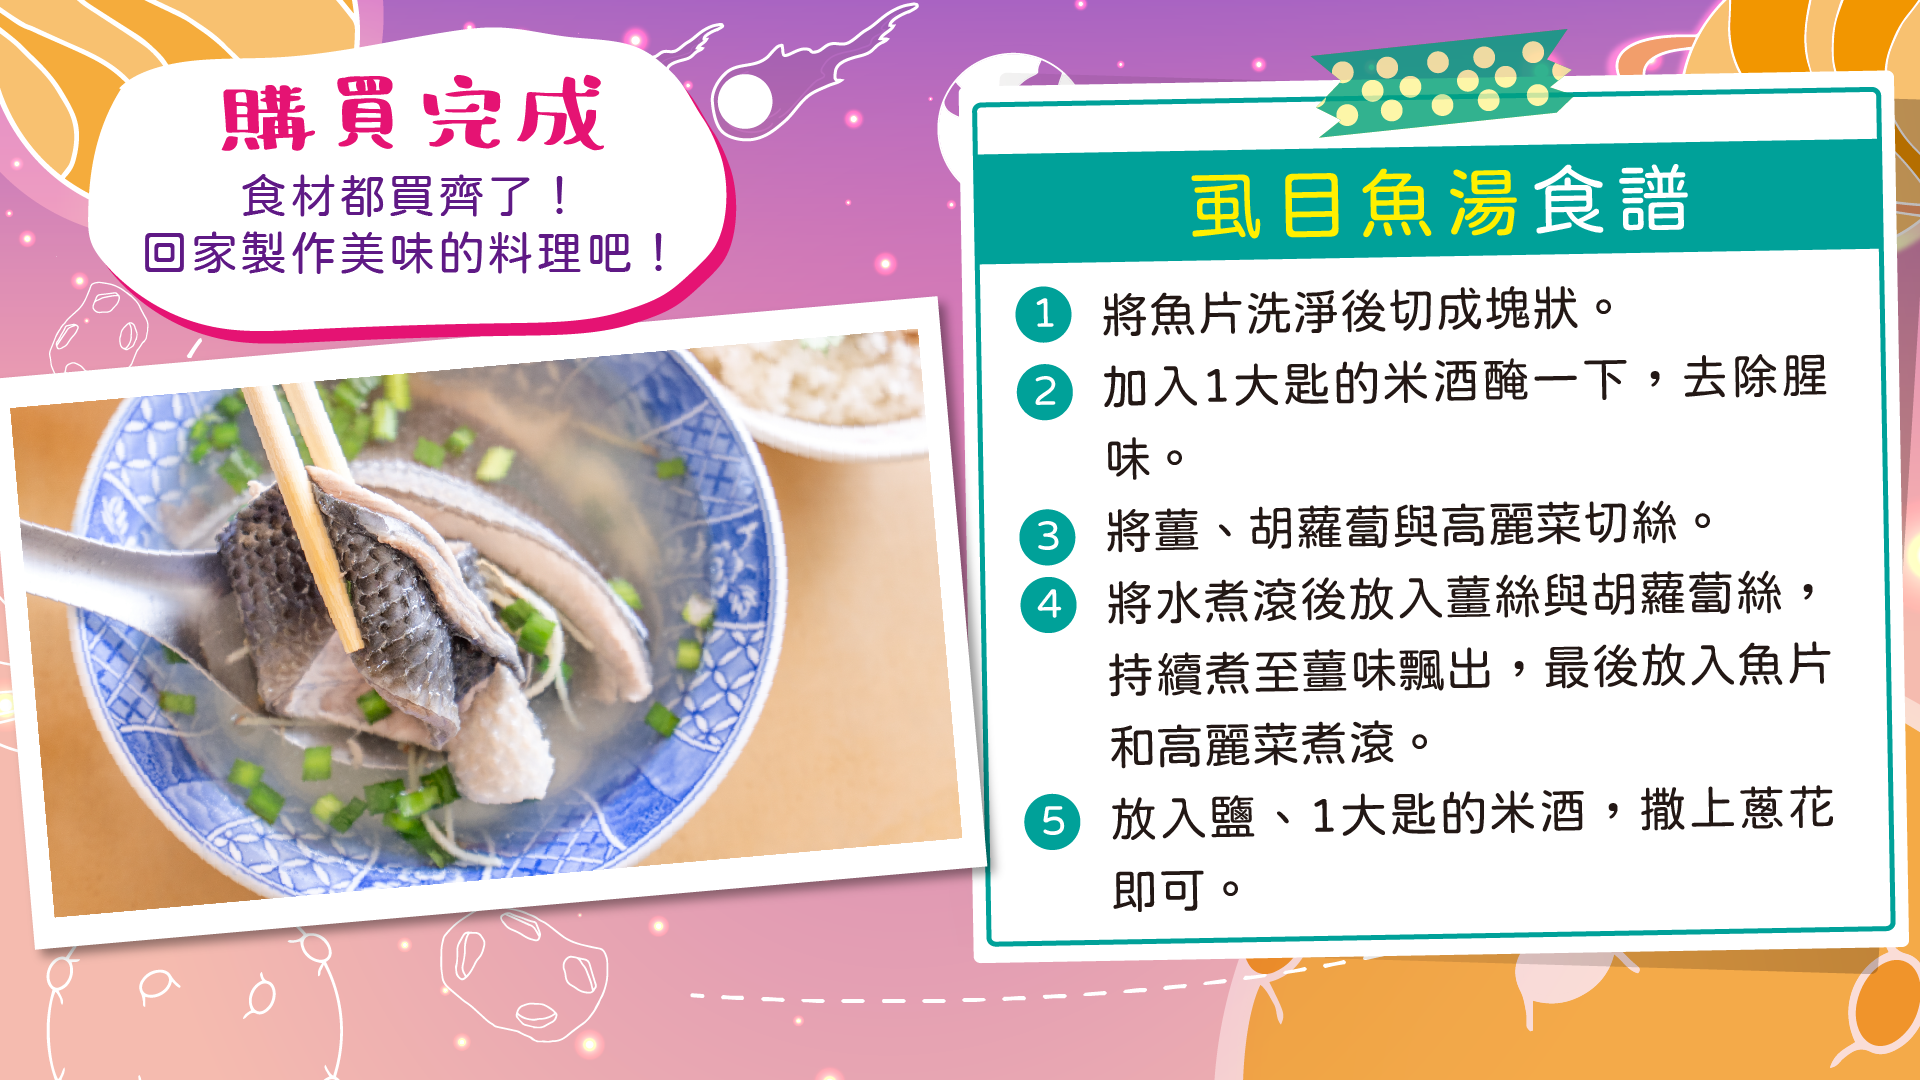 購買完成
食材都買齊了！
回家製作美味的料理吧！
虱目魚湯食譜
1 將魚片洗淨後切成塊狀。
2 加入1大匙的米酒醃一下，去除腥
味。
3 將薑、胡蘿蔔與高麗菜切絲。
4 將水煮滾後放入薑絲與胡蘿蔔絲，
持續煮至薑味飄出，最後放入魚片
和高麗菜煮滾。
5 放入鹽、1大匙的米酒，撒上蔥花
即可。